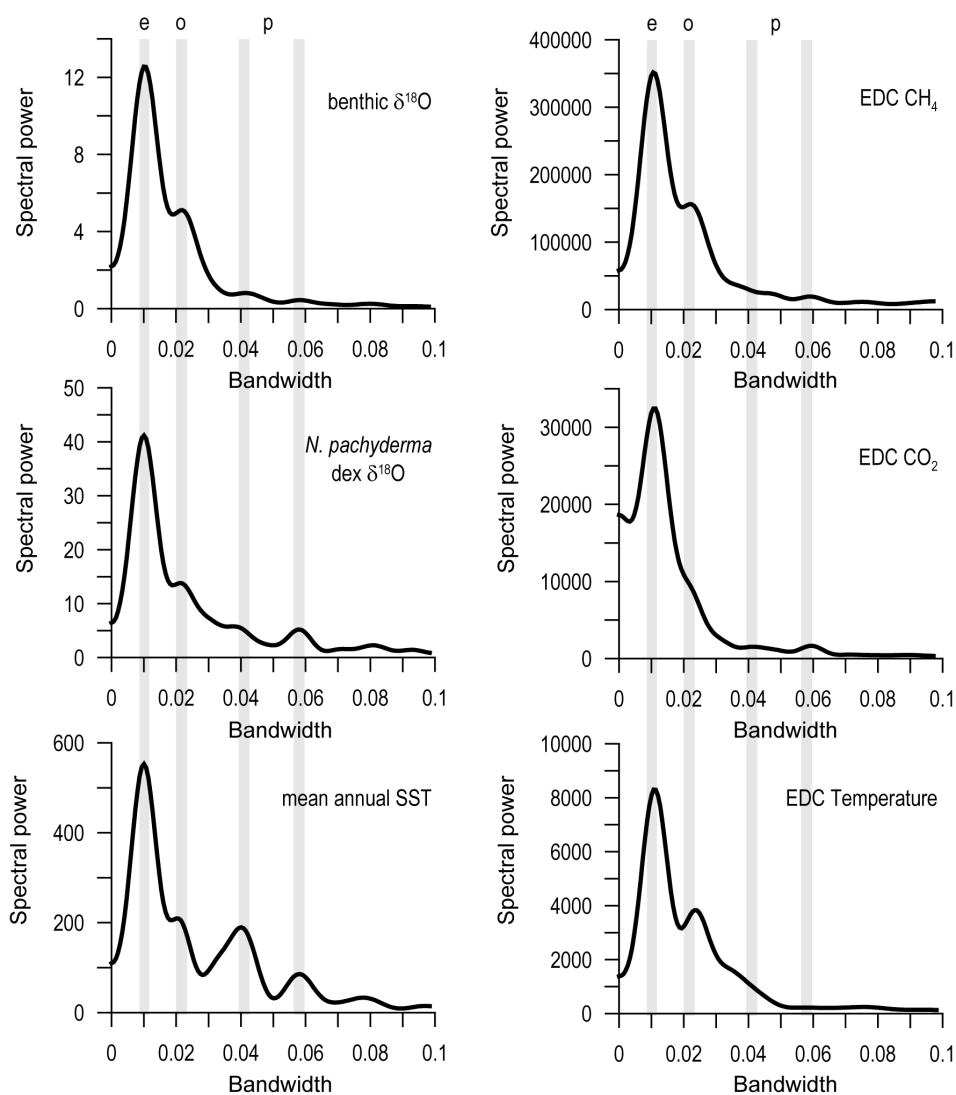 e o p
12
8
4
0
Spectral power
benthic δ¹⁸O
0 0.02 0.04 0.06 0.08 0.1
Bandwidth
50
40
30
20
10
0
Spectral power
N. pachyderma
dex δ¹⁸O
0 0.02 0.04 0.06 0.08 0.1
Bandwidth
600
400
200
0
Spectral power
mean annual SST
0 0.02 0.04 0.06 0.08 0.1
Bandwidth
e o p
400000
300000
200000
100000
0
Spectral power
EDC CH₄
0 0.02 0.04 0.06 0.08 0.1
Bandwidth
30000
20000
10000
0
Spectral power
EDC CO₂
0 0.02 0.04 0.06 0.08 0.1
Bandwidth
10000
8000
6000
4000
2000
0
Spectral power
EDC Temperature
0 0.02 0.04 0.06 0.08 0.1
Bandwidth